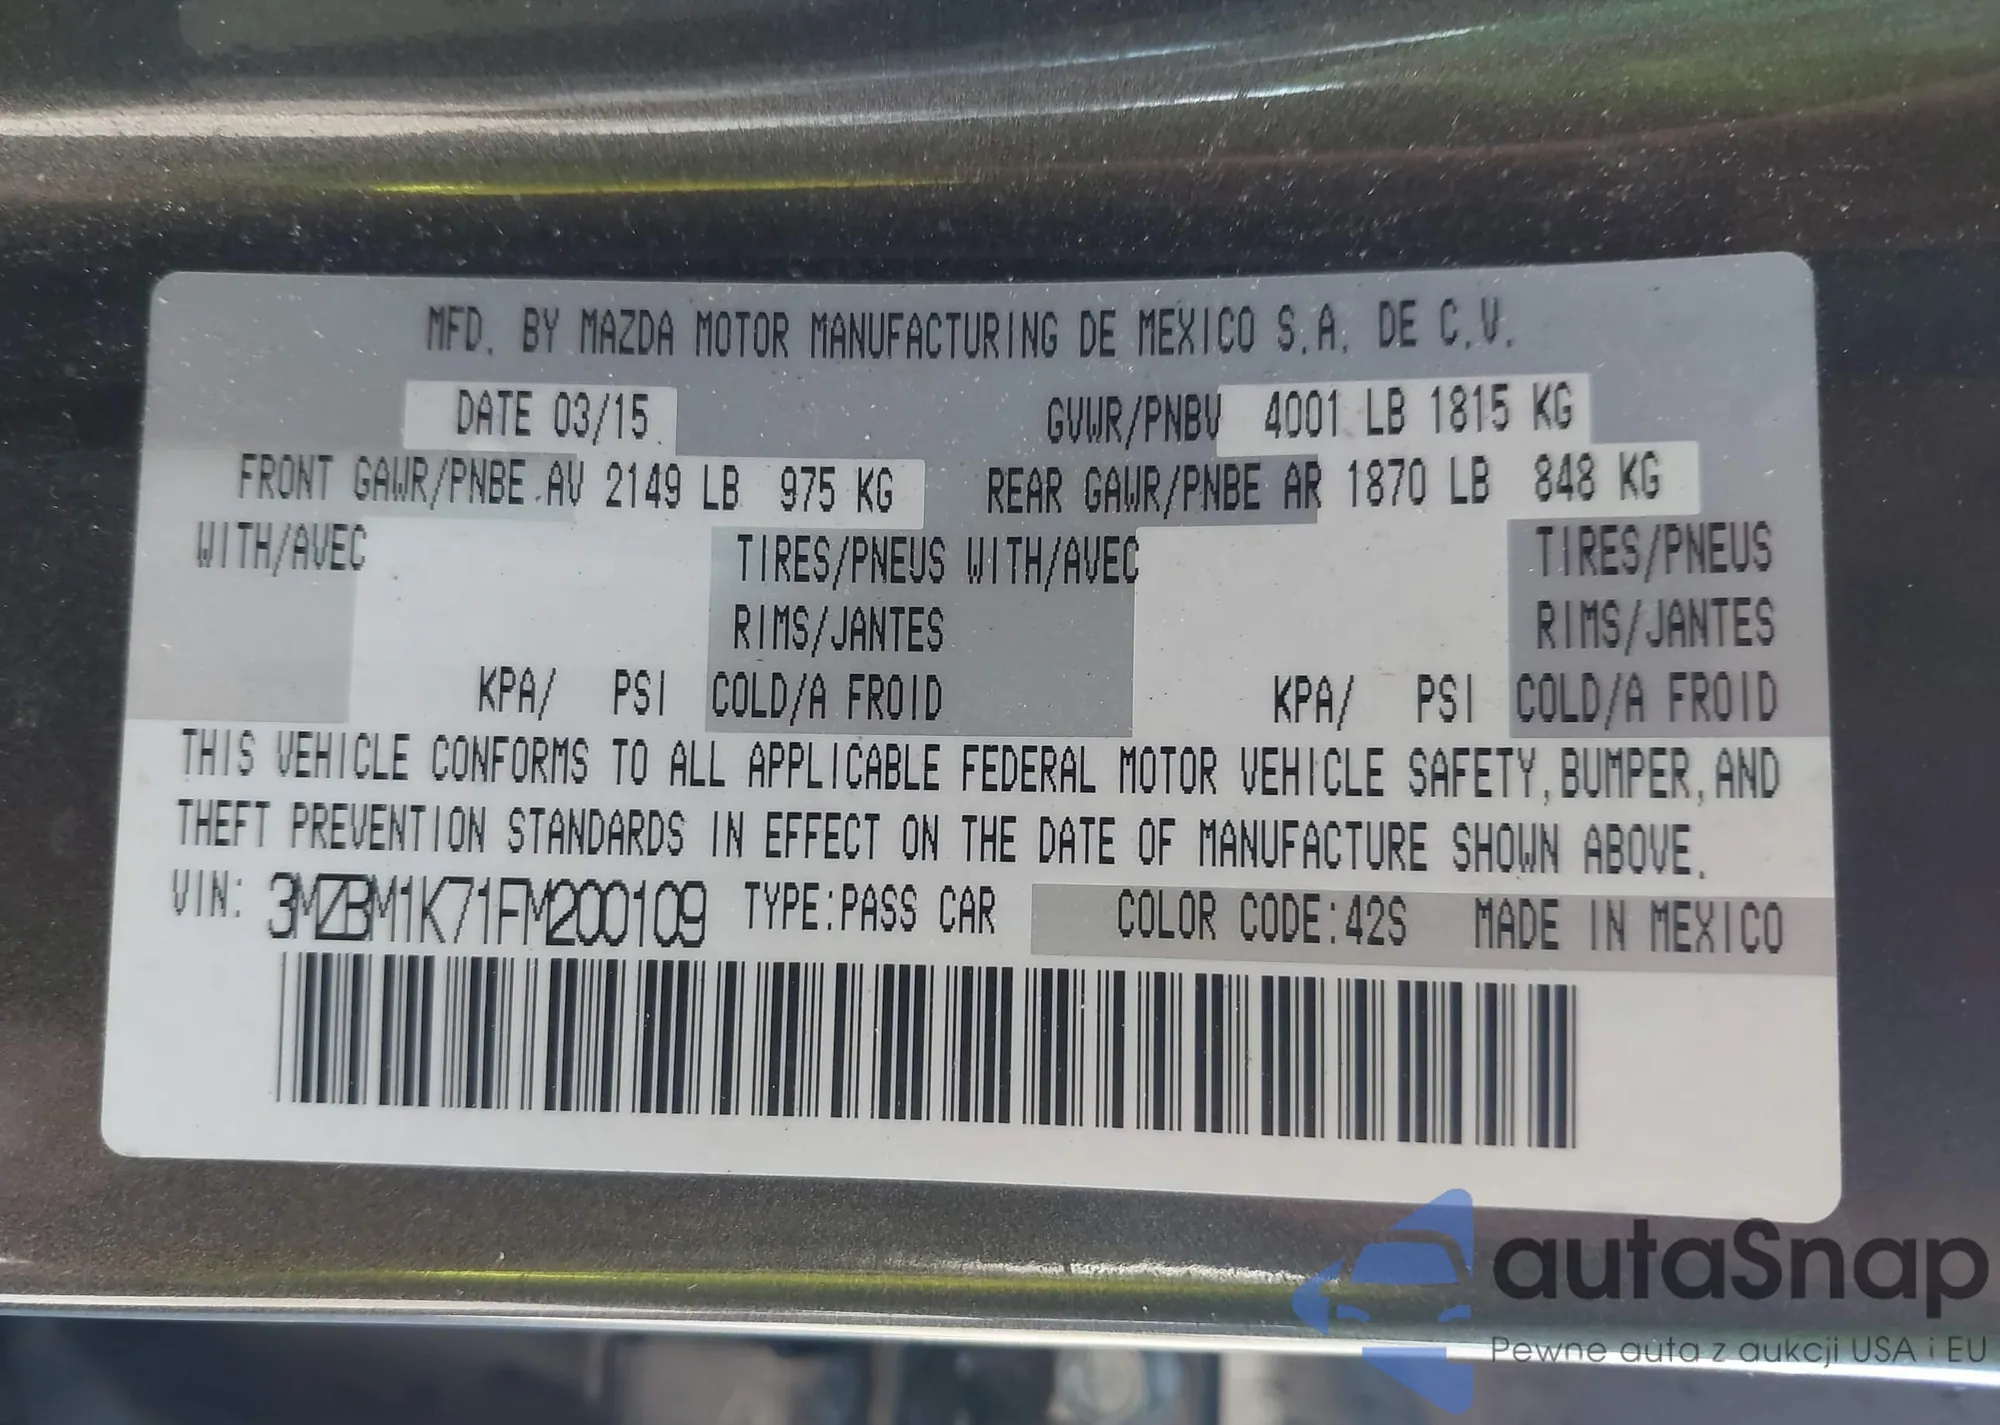 MFD. BY MAZDA MOTOR MANUFACTURING DE MEXICO S.A. DE C.V.
DATE 03/15 GVWR/PNBV 4001 LB 1815 KG
FRONT GAWR/PNBE AV 2149 LB 975 KG REAR GAWR/PNBE AR 1870 LB 848 KG
WITH/AVEC TIRES/PNEUS WITH/AVEC TIRES/PNEUS
RIMS/JANTES RIMS/JANTES
KPA/ PSI COLD/A FROID KPA/ PSI COLD/A FROID
THIS VEHICLE CONFORMS TO ALL APPLICABLE FEDERAL MOTOR VEHICLE SAFETY, BUMPER, AND
THEFT PREVENTION STANDARDS IN EFFECT ON THE DATE OF MANUFACTURE SHOWN ABOVE.
VIN: 3MZBM1K71FM200109 TYPE:PASS CAR COLOR CODE:42S MADE IN MEXICO
autaSnap
Pewne auta z aukcji USA i EU